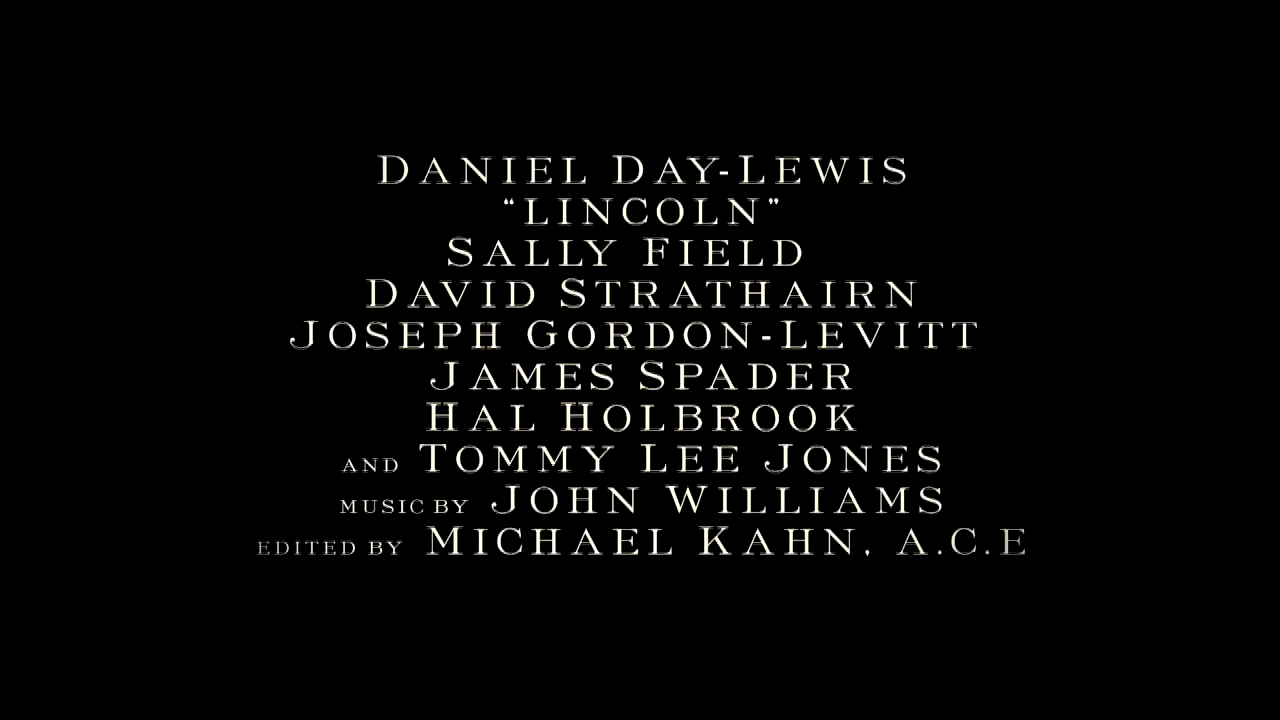 DANIEL DAY-LEWIS
“LINCOLN”
SALLY FIELD
DAVID STRATHAIRN
JOSEPH GORDON-LEVITT
JAMES SPADER
HAL HOLBROOK
AND TOMMY LEE JONES
MUSIC BY JOHN WILLIAMS
EDITED BY MICHAEL KAHN, A.C.E